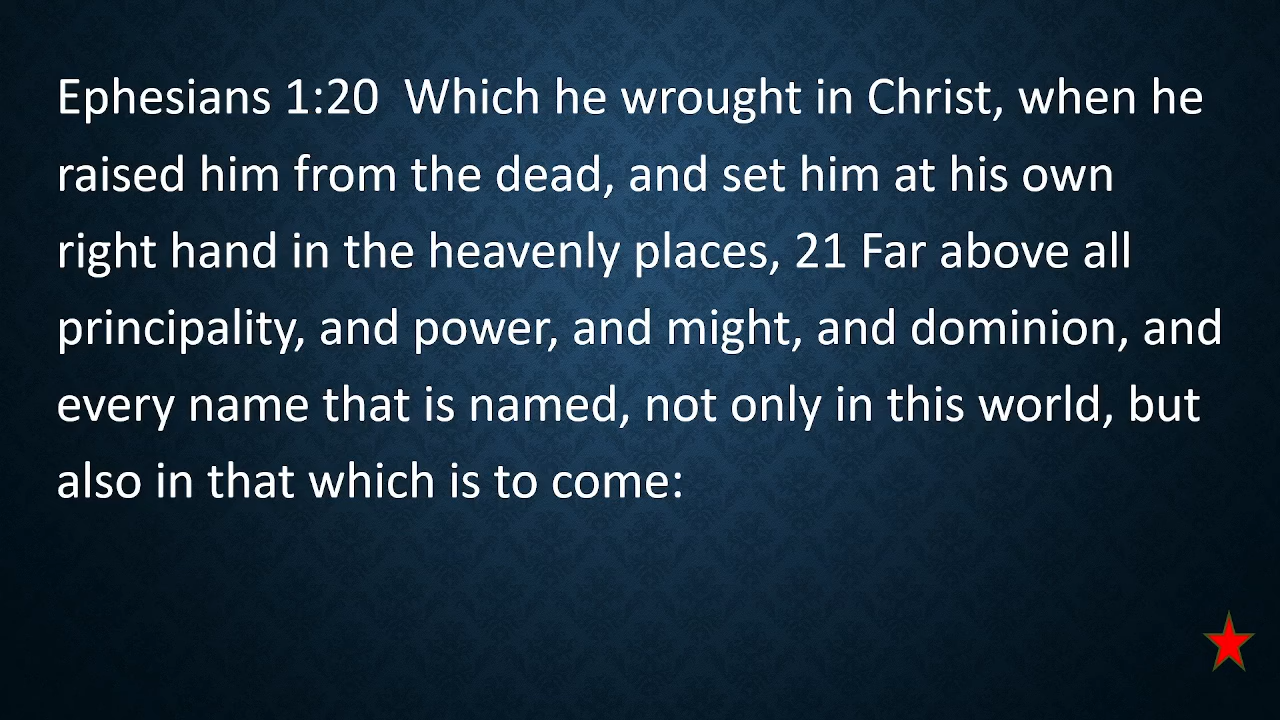 Ephesians 1:20  Which he wrought in Christ, when he
raised him from the dead, and set him at his own
right hand in the heavenly places, 21 Far above all
principality, and power, and might, and dominion, and
every name that is named, not only in this world, but
also in that which is to come: